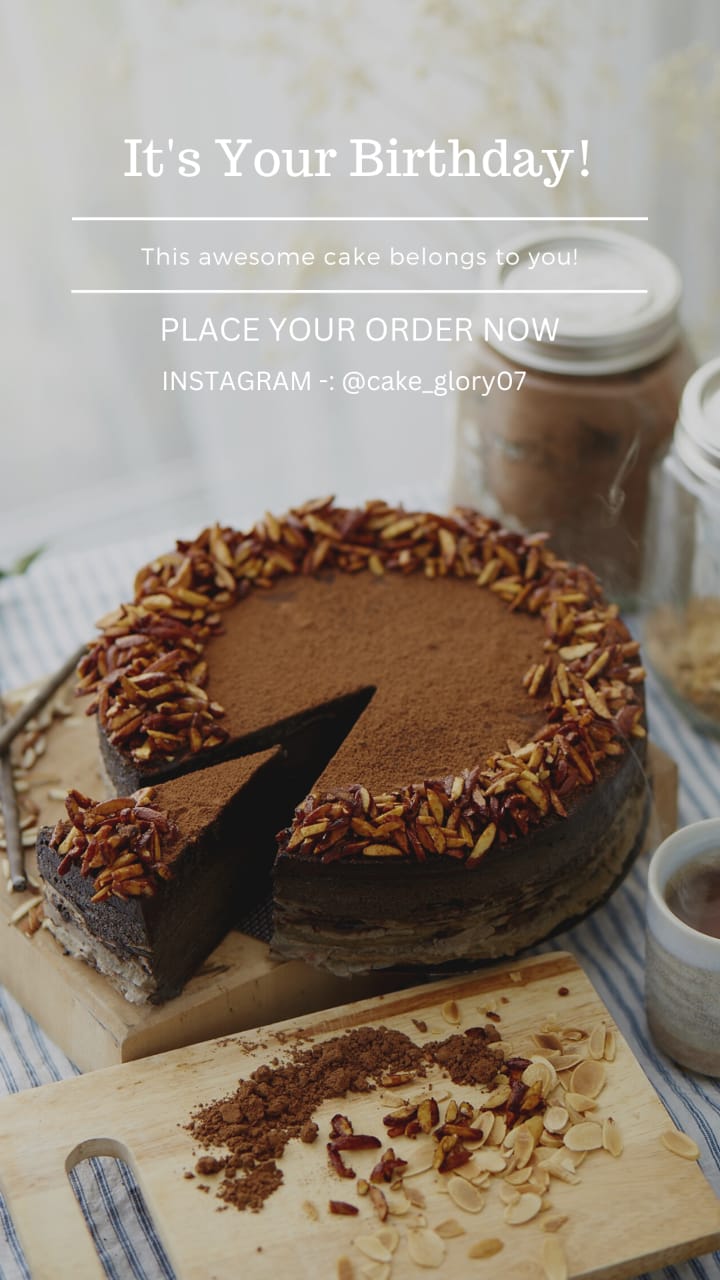 It's Your Birthday!
This awesome cake belongs to you!
PLACE YOUR ORDER NOW
INSTAGRAM -: @cake_glory07